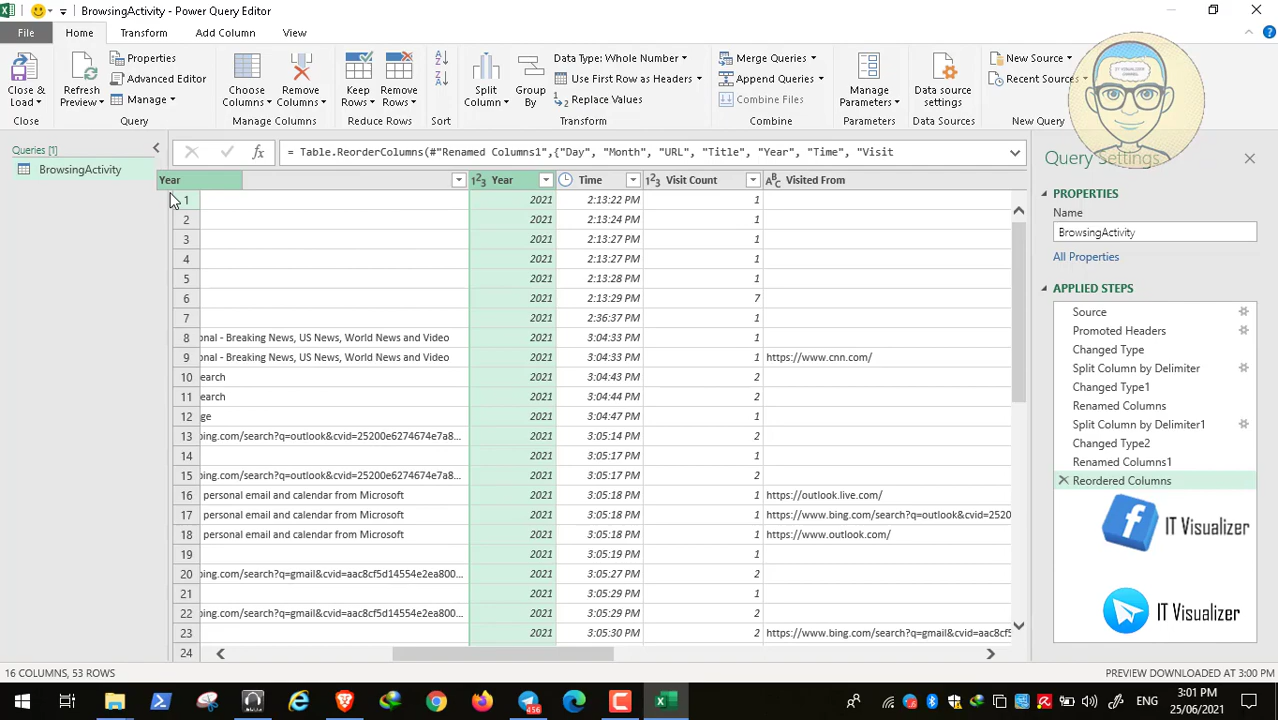 BrowsingActivity - Power Query Editor
File Home Transform Add Column View
Close & Load
Refresh Preview
Properties
Advanced Editor
Manage
Choose Columns
Remove Columns
Keep Rows
Remove Rows
Split Column
Group By
Data Type: Whole Number
Use First Row as Headers
Replace Values
Merge Queries
Append Queries
Combine Files
Manage Parameters
Data source settings
New Source
Recent Sources
Close Query Manage Columns Reduce Rows Sort Transform Combine Parameters Data Sources New Query
Queries [1]
BrowsingActivity
= Table.ReorderColumns(#"Renamed Columns1",{"Day", "Month", "URL", "Title", "Year", "Time", "Visit
Year Year Time Visit Count Visited From
1 2021 2:13:22 PM 1
2 2021 2:13:24 PM 1
3 2021 2:13:27 PM 1
4 2021 2:13:27 PM 1
5 2021 2:13:28 PM 1
6 2021 2:13:29 PM 7
7 2021 2:36:37 PM 1
8 onal - Breaking News, US News, World News and Video 2021 3:04:33 PM 1
9 onal - Breaking News, US News, World News and Video 2021 3:04:33 PM 1 https://www.cnn.com/
10 earch 2021 3:04:43 PM 2
11 earch 2021 3:04:44 PM 2
12 ge 2021 3:04:47 PM 1
13 bing.com/search?q=outlook&cvid=25200e6274674e7a8... 2021 3:05:14 PM 2
14 2021 3:05:17 PM 1
15 bing.com/search?q=outlook&cvid=25200e6274674e7a8... 2021 3:05:17 PM 2
16 personal email and calendar from Microsoft 2021 3:05:18 PM 1 https://outlook.live.com/
17 personal email and calendar from Microsoft 2021 3:05:18 PM 1 https://www.bing.com/search?q=outlook&cvid=2520
18 personal email and calendar from Microsoft 2021 3:05:18 PM 1 https://www.outlook.com/
19 2021 3:05:19 PM 1
20 bing.com/search?q=gmail&cvid=aac8cf5d14554e2ea800... 2021 3:05:27 PM 2
21 2021 3:05:29 PM 1
22 bing.com/search?q=gmail&cvid=aac8cf5d14554e2ea800... 2021 3:05:29 PM 2
23 2021 3:05:30 PM 2 https://www.bing.com/search?q=gmail&cvid=aac8cf5
24
Query Settings
PROPERTIES
Name
BrowsingActivity
All Properties
APPLIED STEPS
Source
Promoted Headers
Changed Type
Split Column by Delimiter
Changed Type1
Renamed Columns
Split Column by Delimiter1
Changed Type2
Renamed Columns1
Reordered Columns
IT Visualizer
IT Visualizer
16 COLUMNS, 53 ROWS
PREVIEW DOWNLOADED AT 3:00 PM
456
ENG
3:01 PM
25/06/2021